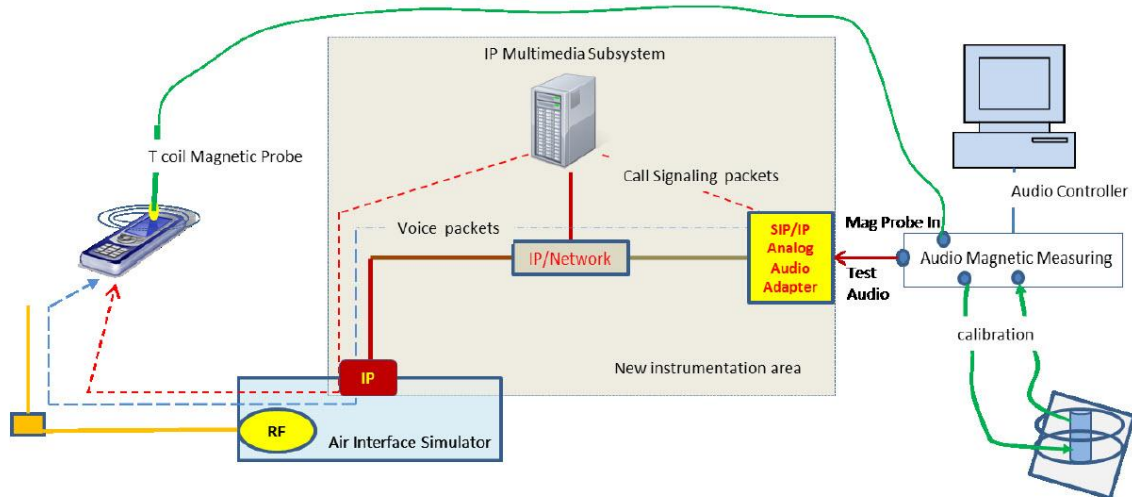 IP Multimedia Subsystem
T coil Magnetic Probe
Call Signaling packets
Audio Controller
Voice packets
Mag Probe In
SIP/IP
Analog
Audio
Adapter
IP/Network
Audio Magnetic Measuring
Test
Audio
calibration
New instrumentation area
IP
RF
Air Interface Simulator